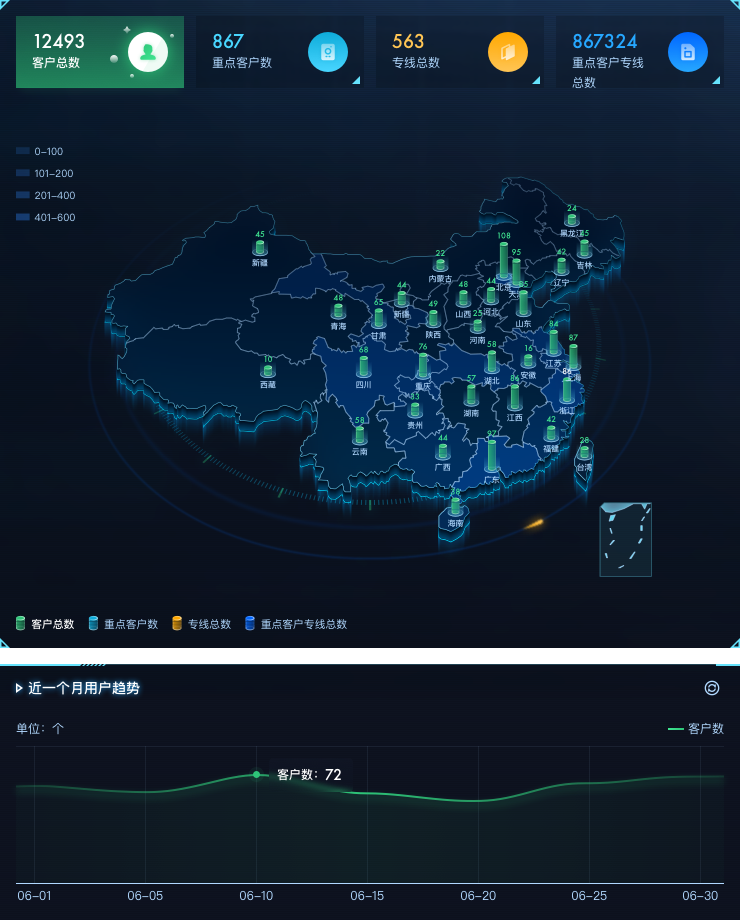 12493
客户总数
867
重点客户数
563
专线总数
867324
重点客户专线
总数
0-100
101-200
201-400
401-600
24
黑龙江
45
新疆
108
北京
95
吉林
22
内蒙古
42
辽宁
44
新疆
48
山西
44
河北
山东
48
青海
65
甘肃
49
陕西
河南
84
江苏
87
68
四川
76
重庆
58
湖北
16
安徽
10
西藏
86
浙江
57
湖南
江西
贵州
58
云南
44
广西
97
广东
42
福建
28
台湾
海南
客户总数
重点客户数
专线总数
重点客户专线总数
近一个月用户趋势
单位：个
客户数
客户数：72
06-01
06-05
06-10
06-15
06-20
06-25
06-30